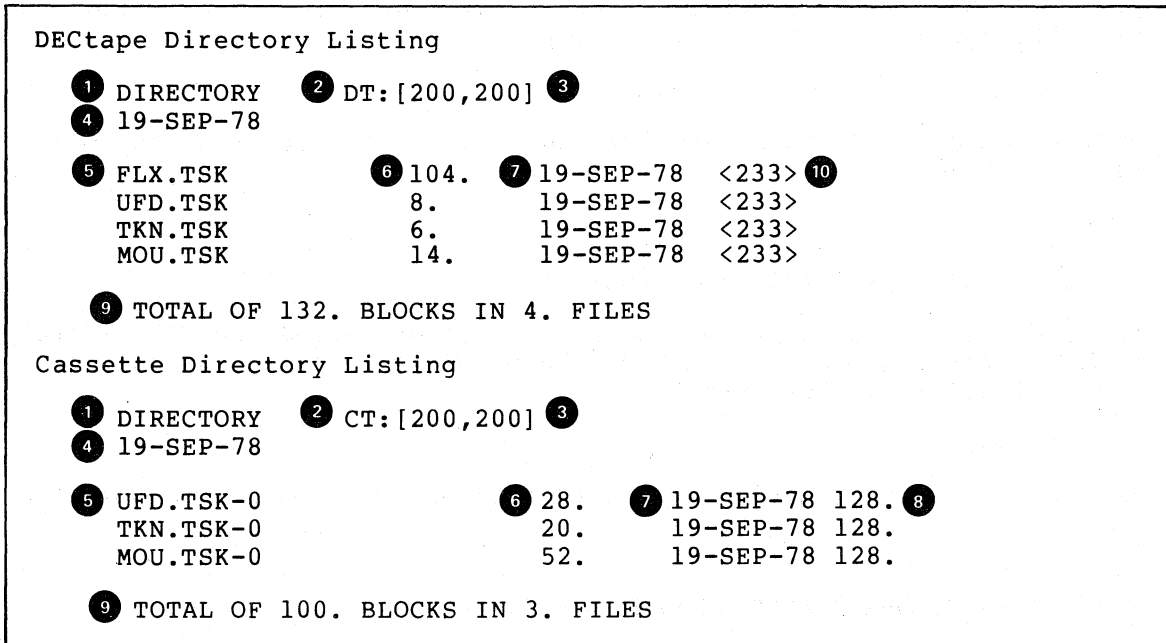 DECtape Directory Listing
1 DIRECTORY 2 DT:[200,200] 3
4 19-SEP-78
5 FLX.TSK 6 104. 7 19-SEP-78 <233> 10
UFD.TSK 8. 19-SEP-78 <233>
TKN.TSK 6. 19-SEP-78 <233>
MOU.TSK 14. 19-SEP-78 <233>
9 TOTAL OF 132. BLOCKS IN 4. FILES
Cassette Directory Listing
1 DIRECTORY 2 CT:[200,200] 3
4 19-SEP-78
5 UFD.TSK-0 6 28. 7 19-SEP-78 128. 8
TKN.TSK-0 20. 19-SEP-78 128.
MOU.TSK-0 52. 19-SEP-78 128.
9 TOTAL OF 100. BLOCKS IN 3. FILES